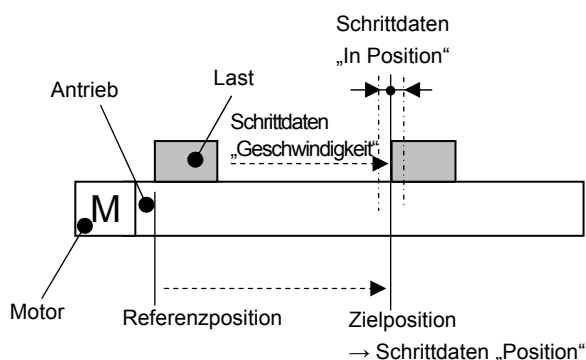 Schrittdaten
„In Position“
Antrieb
Last
Schrittdaten
„Geschwindigkeit“
M
Motor
Referenzposition
Zielposition
→ Schrittdaten „Position“